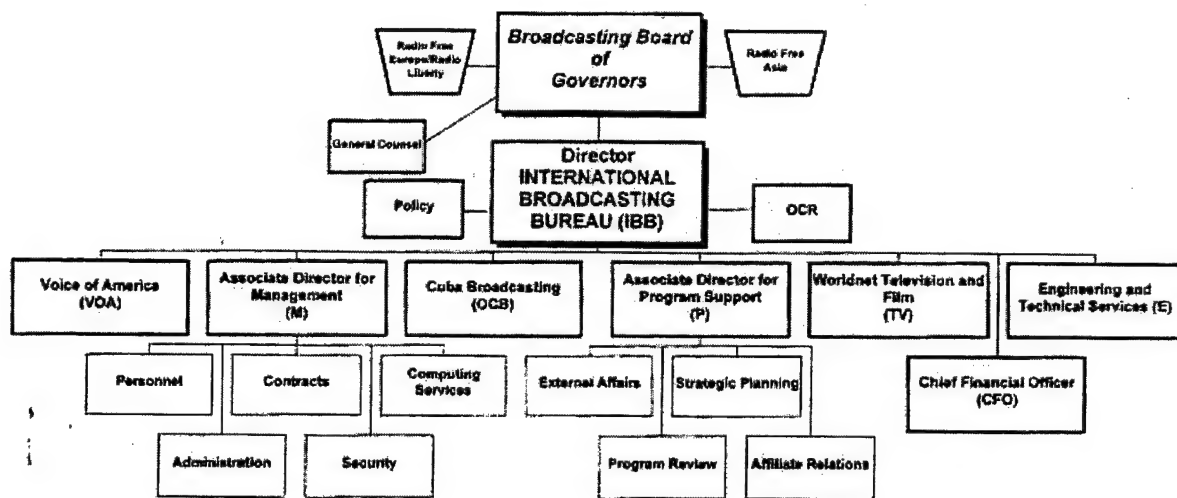 Broadcasting Board
of
Governors
Radio Free
Europe/Radio
Liberty
Radio Free
Asia
General Counsel
Director
INTERNATIONAL
BROADCASTING
BUREAU (IBB)
Policy
OCR
Voice of America
(VOA)
Associate Director for
Management
(M)
Cuba Broadcasting
(OCB)
Associate Director for
Program Support
(P)
Worldnet Television and
Film
(TV)
Engineering and
Technical Services (E)
Personnel
Contracts
Computing
Services
External Affairs
Strategic Planning
Chief Financial Officer
(CFO)
Administration
Security
Program Review
Affiliate Relations